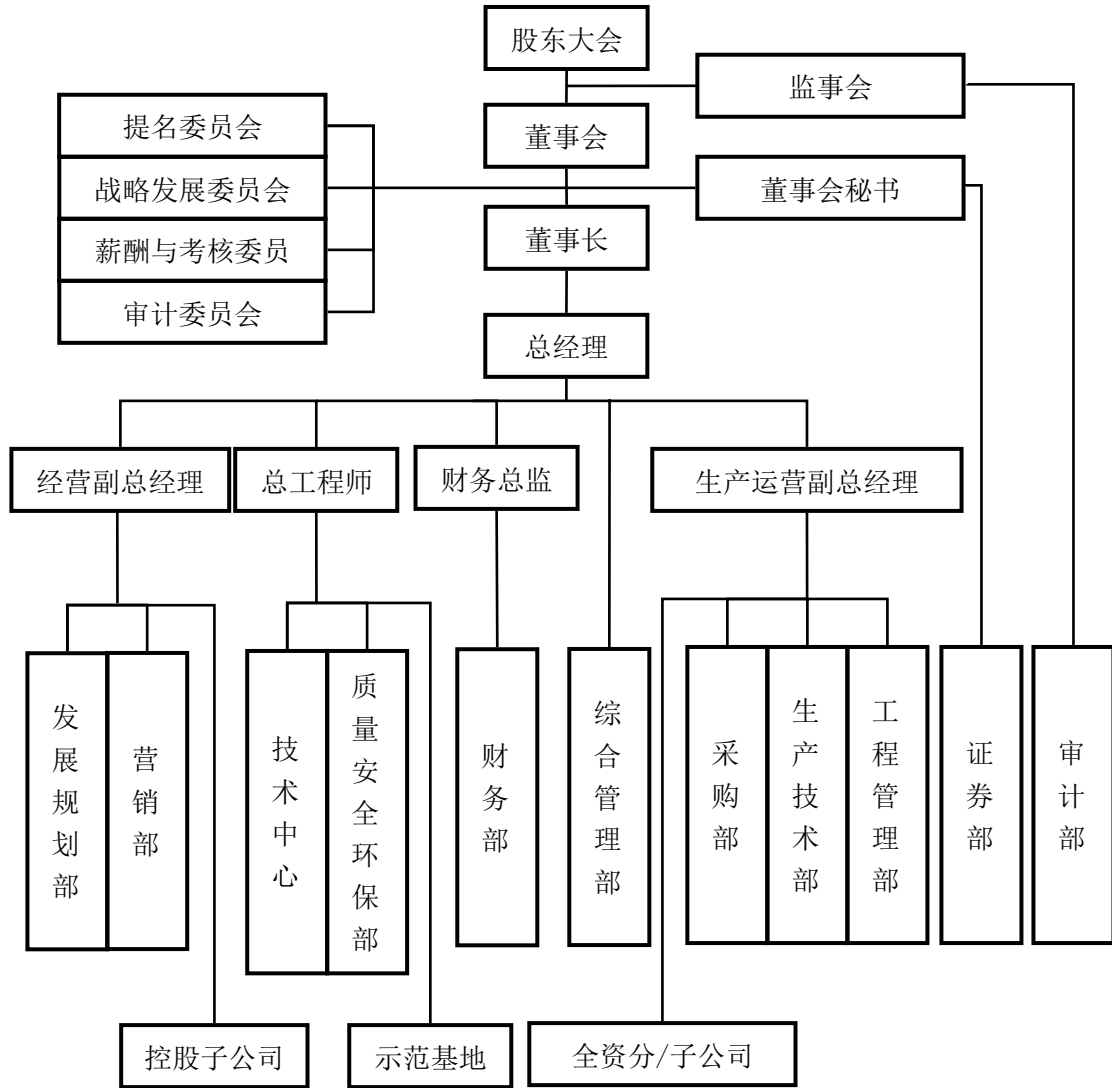 股东大会
监事会
提名委员会
董事会
战略发展委员会
董事会秘书
薪酬与考核委员
董事长
审计委员会
总经理
经营副总经理
总工程师
财务总监
生产运营副总经理
发展规划部
营销部
技术中心
质量安全环保部
财务部
综合管理部
采购部
生产技术部
工程管理部
证券部
审计部
控股子公司
示范基地
全资分/子公司